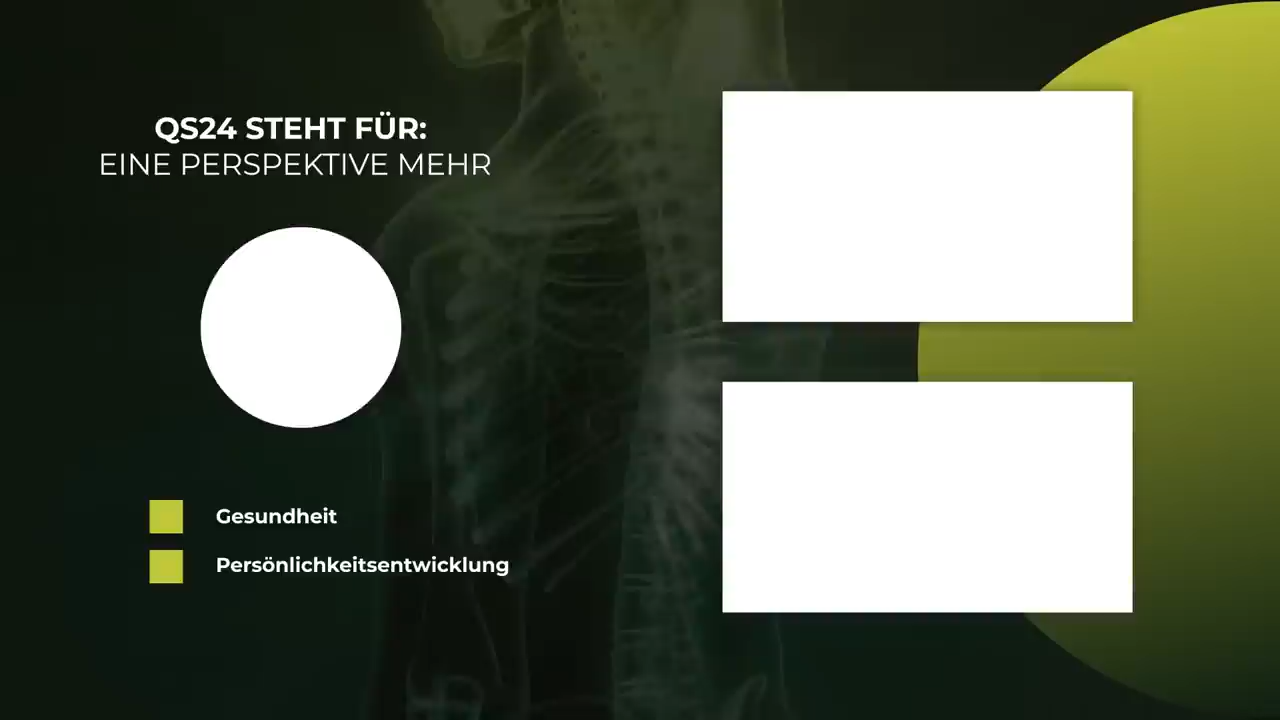 QS24 STEHT FÜR:
EINE PERSPEKTIVE MEHR
Gesundheit
Persönlichkeitsentwicklung